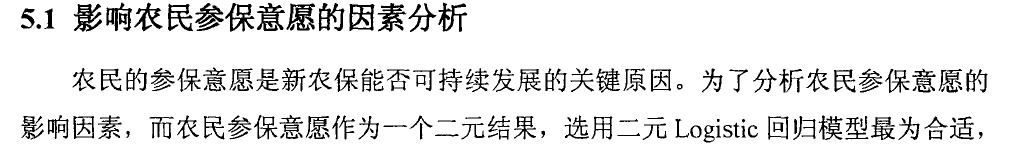 5.1 影响农民参保意愿的因素分析
农民的参保意愿是新农保能否可持续发展的关键原因。为了分析农民参保意愿的
影响因素，而农民参保意愿作为一个二元结果，选用二元 Logistic 回归模型最为合适，